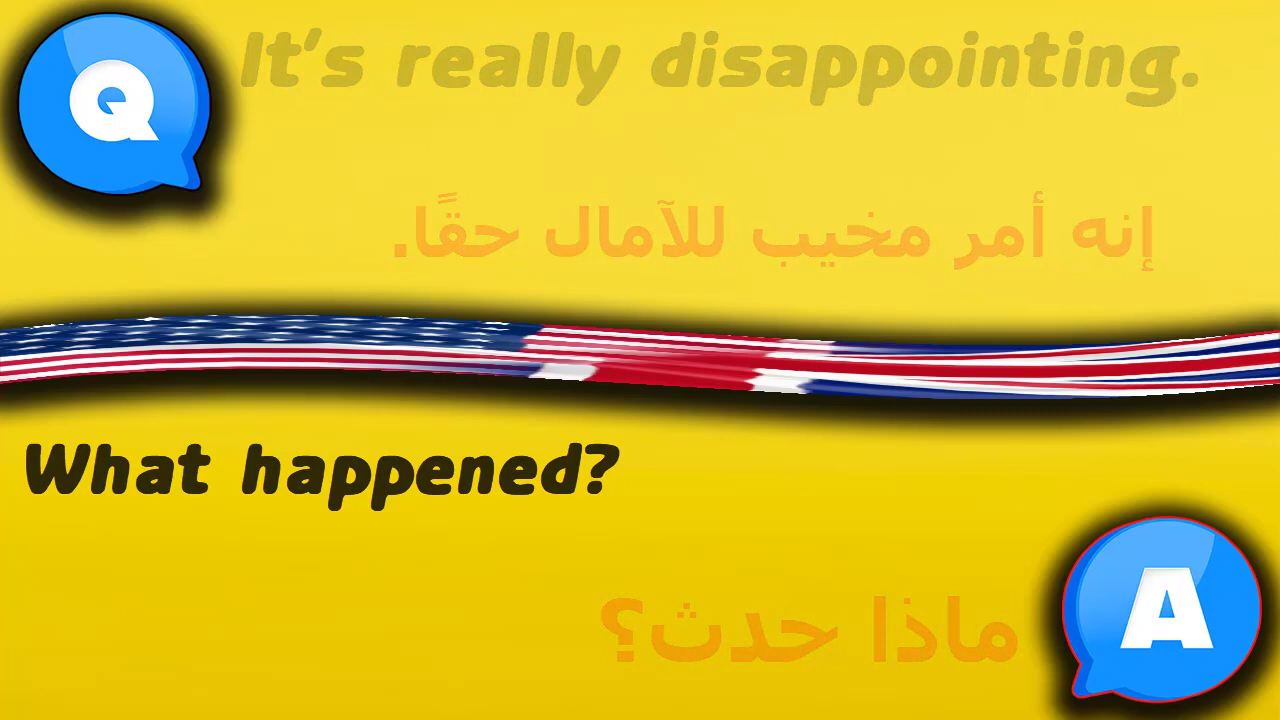 Q
It's really disappointing.
إنه أمر مخيب للآمال حقًا.
What happened?
ماذا حدث؟
A